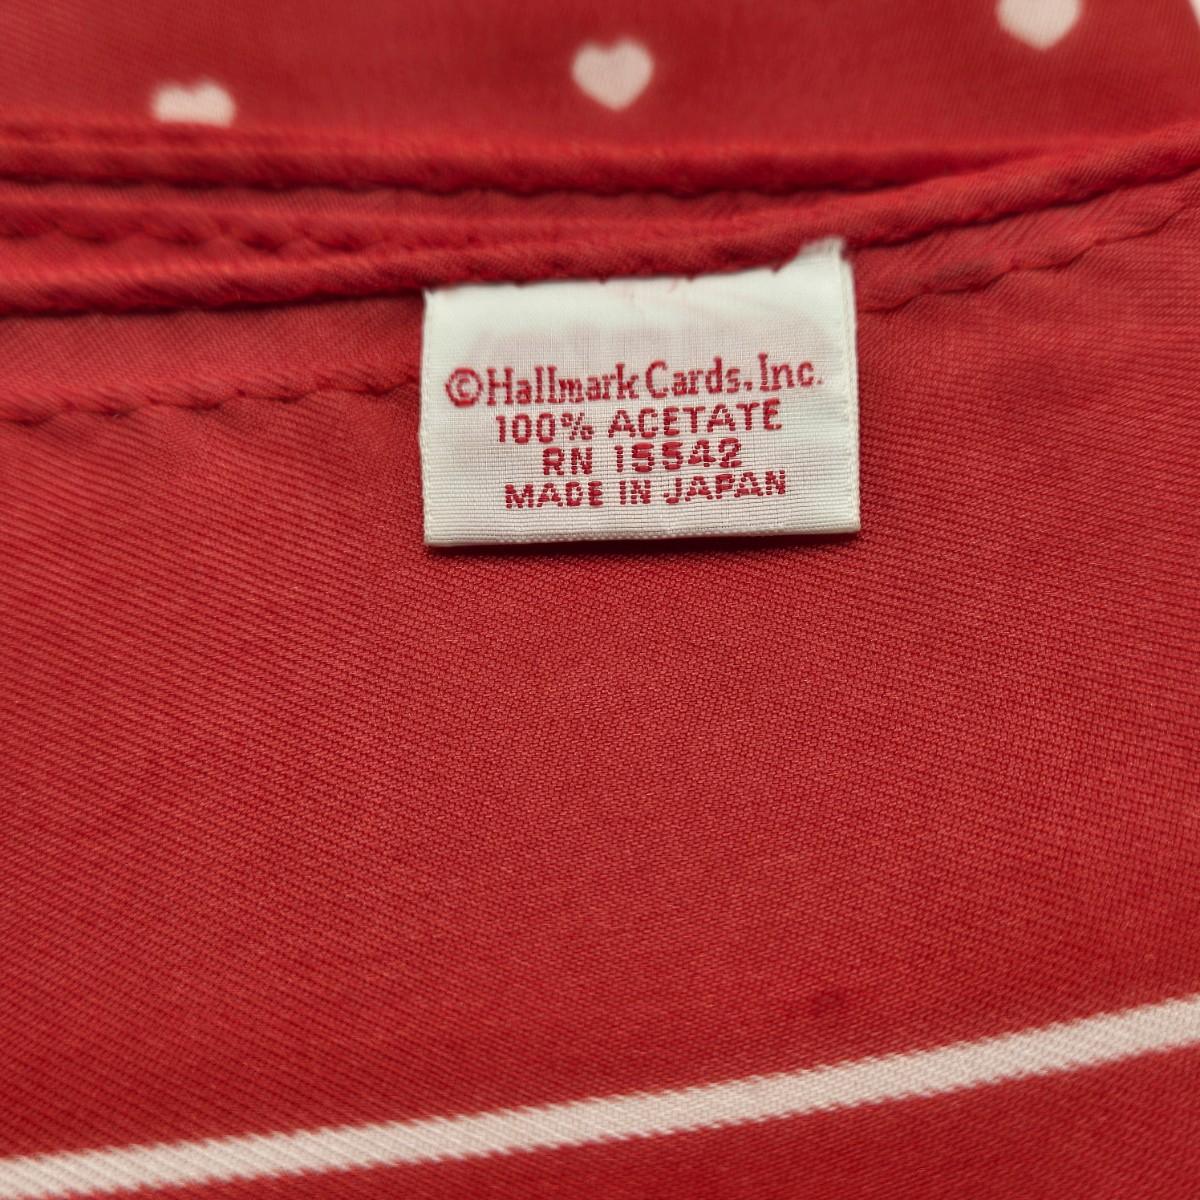 ©Hallmark Cards, Inc.
100% ACETATE
RN 15542
MADE IN JAPAN